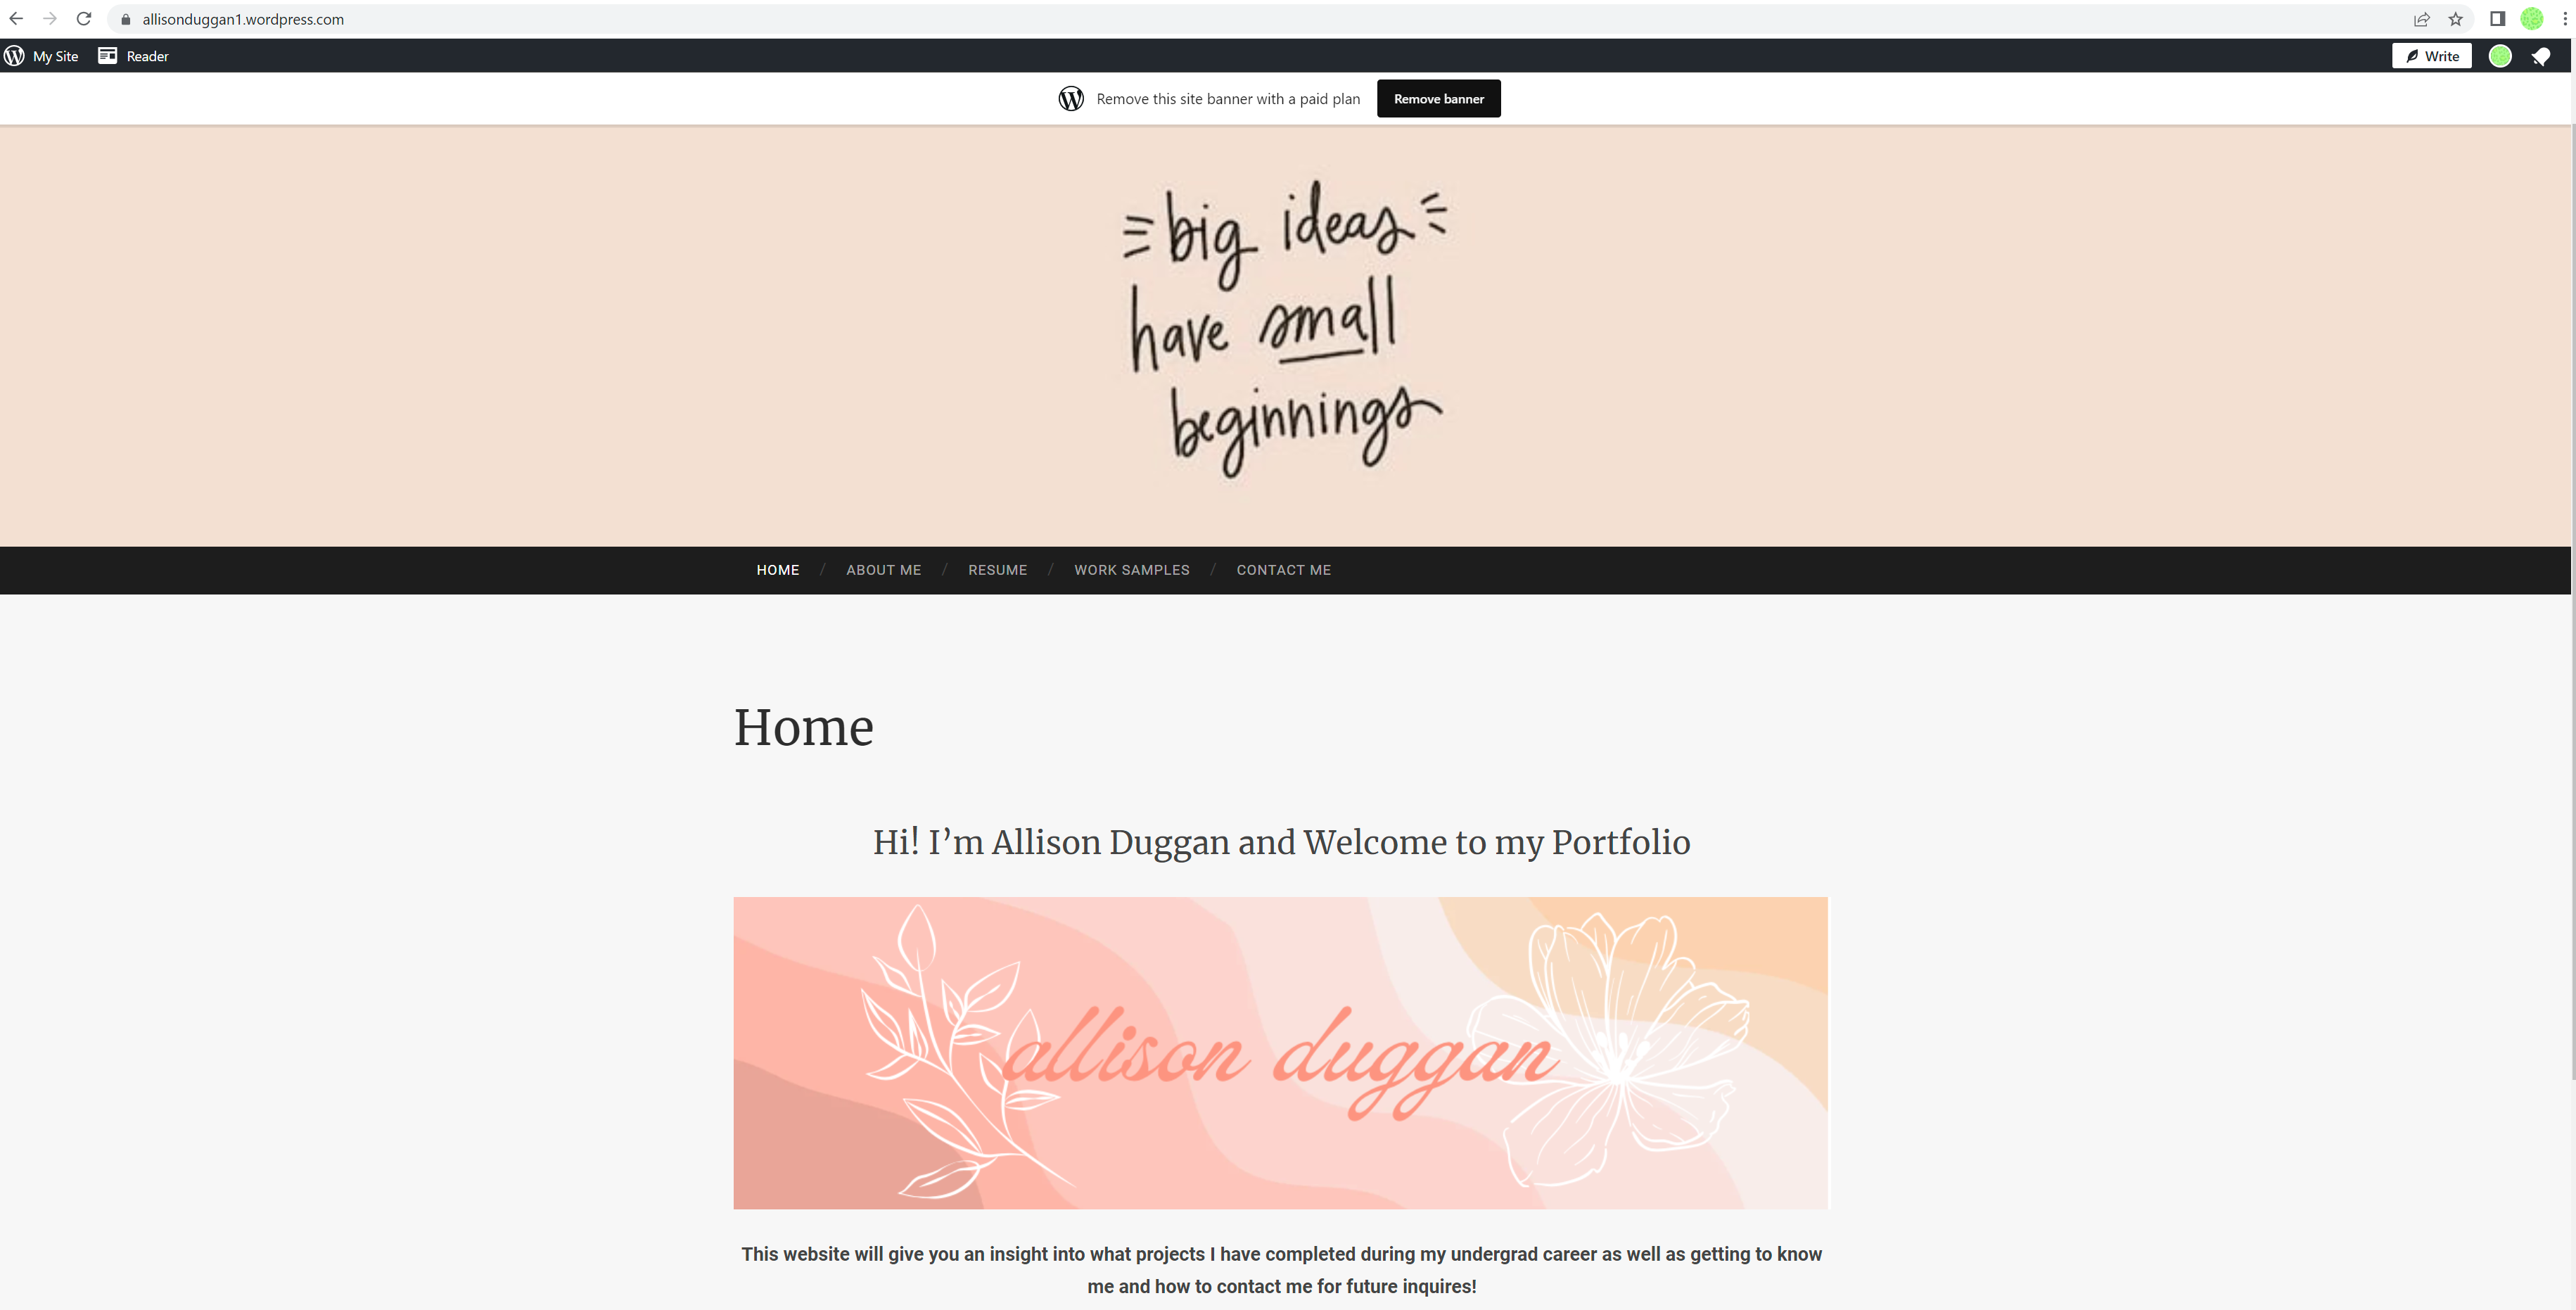 allisonduggan1.wordpress.com
My Site Reader Write
Remove this site banner with a paid plan Remove banner
big ideas
have small
beginnings
HOME / ABOUT ME / RESUME / WORK SAMPLES / CONTACT ME
Home
Hi! I’m Allison Duggan and Welcome to my Portfolio
allison duggan
This website will give you an insight into what projects I have completed during my undergrad career as well as getting to know
me and how to contact me for future inquires!